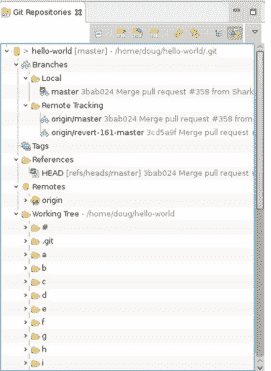 Git Repositories
> hello-world [master] - /home/doug/hello-world/.git
Branches
Local
master 3bab024 Merge pull request #358 from Shark
Remote Tracking
origin/master 3bab024 Merge pull request #358 from
origin/revert-161-master 3cd5a9f Merge pull request
Tags
References
HEAD [refs/heads/master] 3bab024 Merge pull request
Remotes
origin
Working Tree - /home/doug/hello-world
#
.git
a
b
c
d
e
f
g
h
i